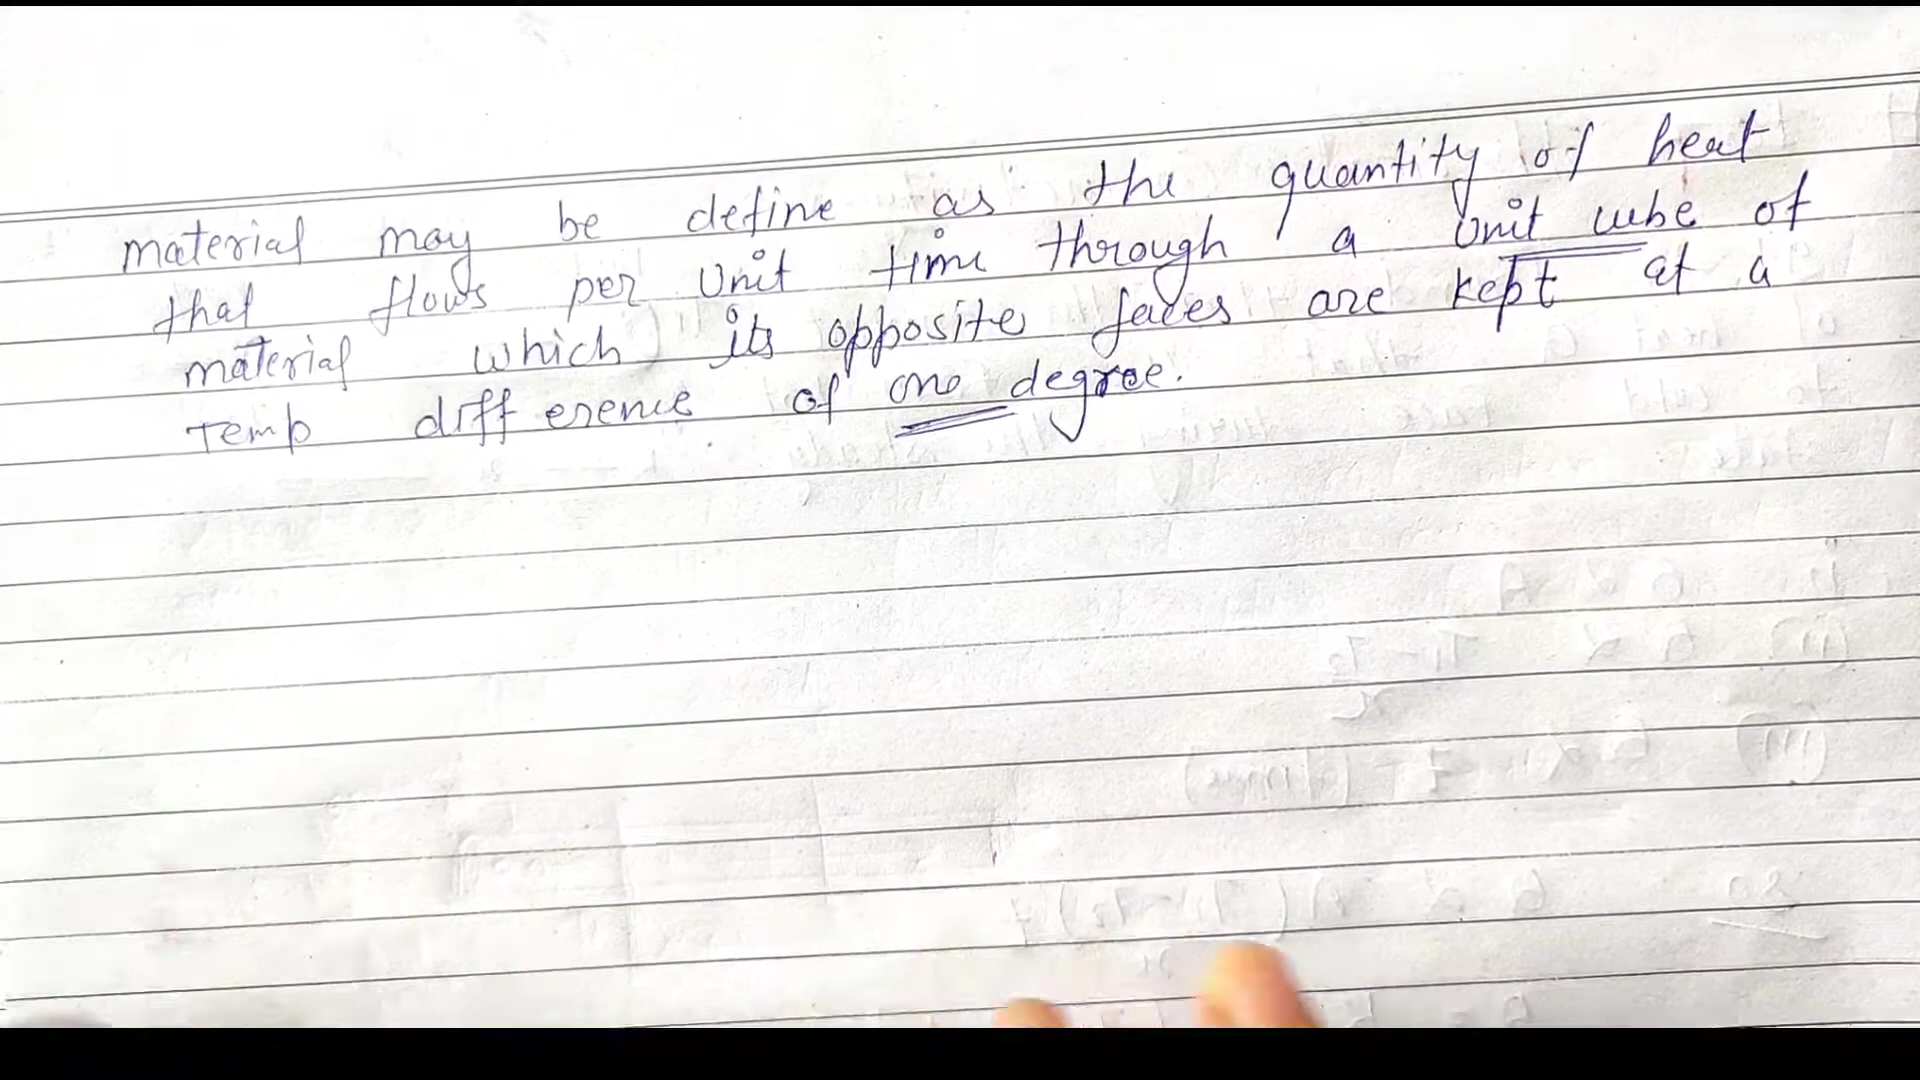 material may be define as the quantity of heat
that flows per unit time through a unit cube of
material which its opposite faces are kept at a
Temp difference of one degree.